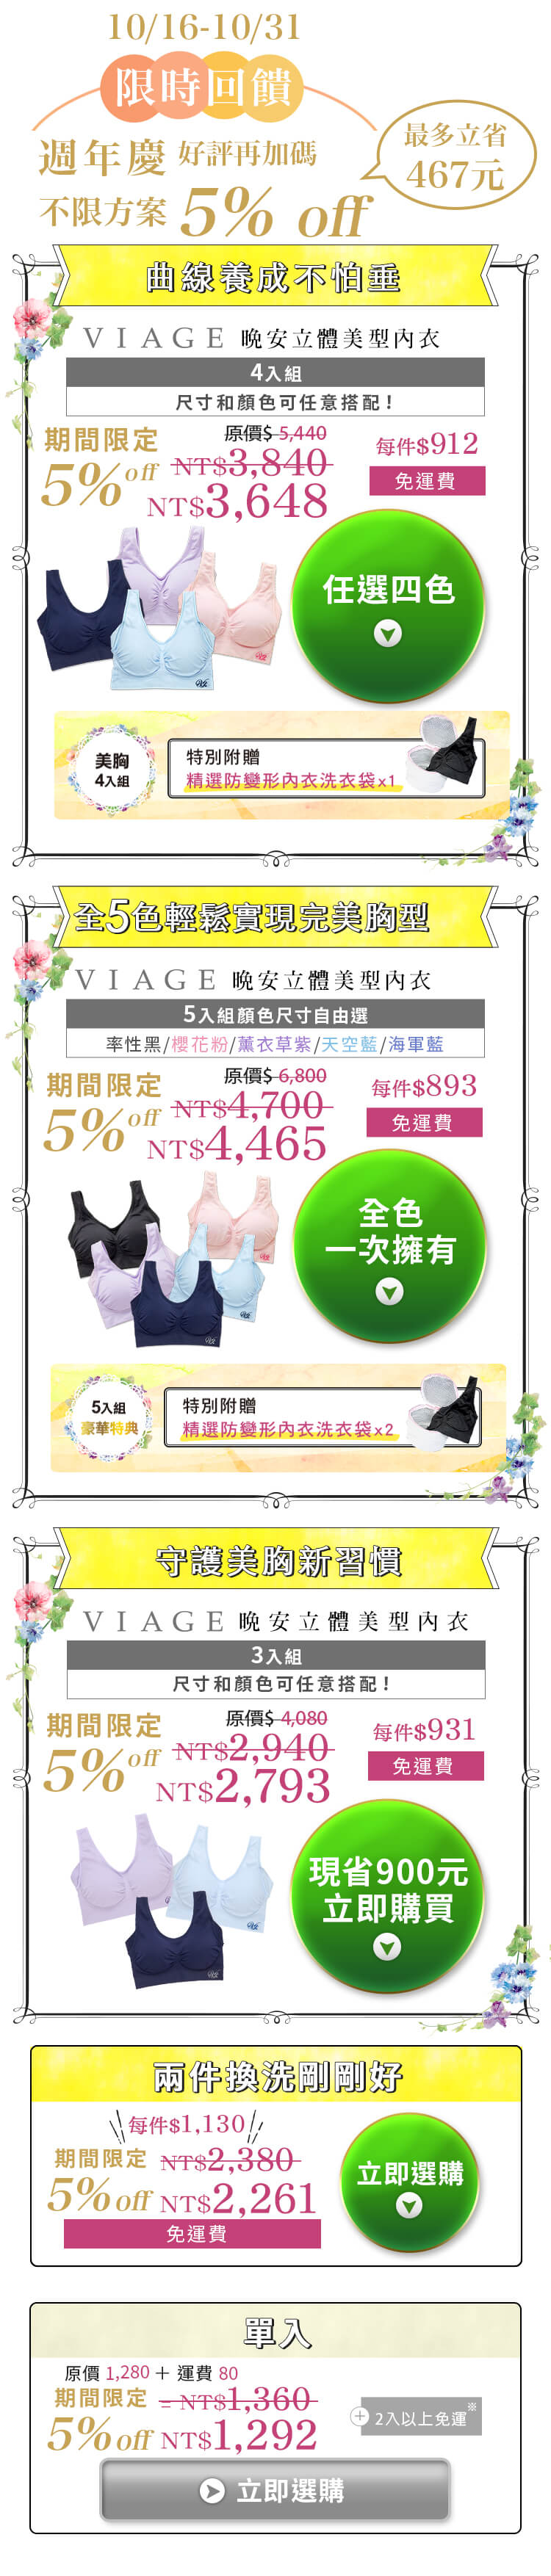 10/16-10/31
限時回饋
週年慶 好評再加碼
不限方案 5% off
最多立省
467元
曲線養成不怕垂
VIAGE 晚安立體美型內衣
4入組
尺寸和顏色可任意搭配！
期間限定
5% off
原價$ 5,440
NT$3,840
NT$3,648
每件$912
免運費
任選四色
美胸
4入組
特別附贈
精選防變形內衣洗衣袋x1
全5色輕鬆實現完美胸型
VIAGE 晚安立體美型內衣
5入組顏色尺寸自由選
率性黑/櫻花粉/薰衣草紫/天空藍/海軍藍
期間限定
5% off
原價$ 6,800
NT$4,700
NT$4,465
每件$893
免運費
全色
一次擁有
5入組
豪華特典
特別附贈
精選防變形內衣洗衣袋x2
守護美胸新習慣
VIAGE 晚安立體美型內衣
3入組
尺寸和顏色可任意搭配！
期間限定
5% off
原價$ 4,080
NT$2,940
NT$2,793
每件$931
免運費
現省900元
立即購買
兩件換洗剛剛好
每件$1,130
期間限定 NT$2,380
5% off NT$2,261
免運費
立即選購
單入
原價 1,280 + 運費 80
期間限定 = NT$1,360
5% off NT$1,292
+ 2入以上免運※
立即選購